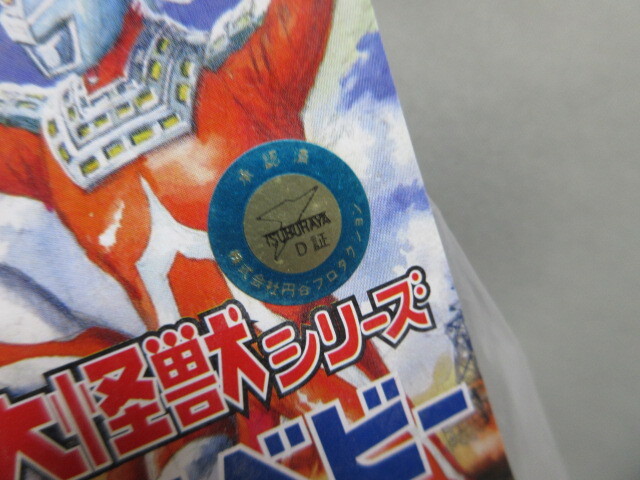 承認済
TSUBURAYA
D証
株式会社円谷プロダクション
大怪獣シリーズ
ベビー